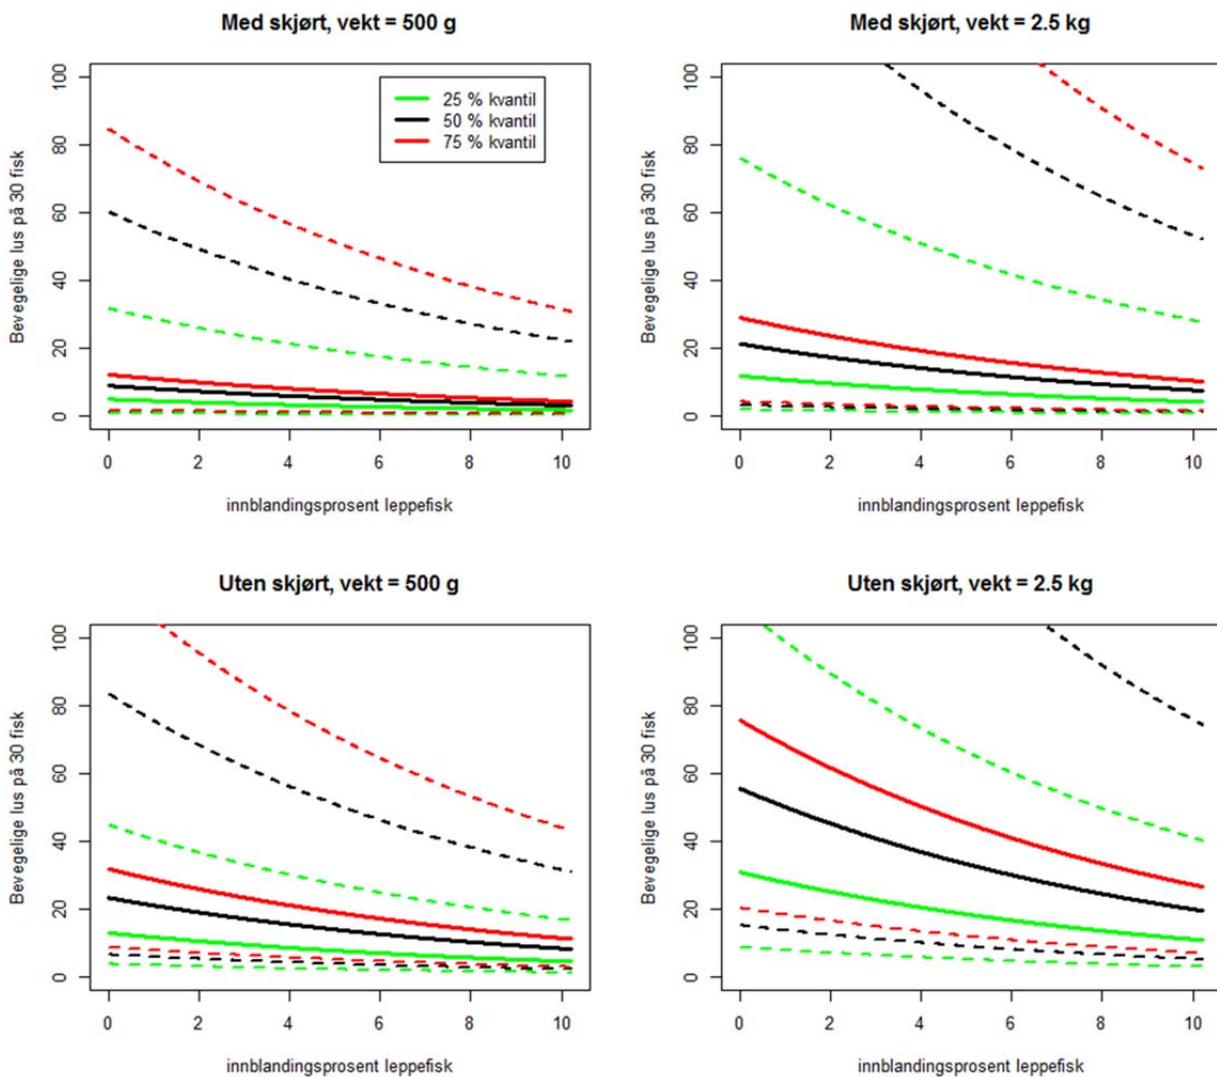 Med skjørt, vekt = 500 g
Bevegelige lus på 30 fisk
100
80
60
40
20
0
25 % kvantil
50 % kvantil
75 % kvantil
0 2 4 6 8 10
innblandingsprosent leppefisk
Med skjørt, vekt = 2.5 kg
Bevegelige lus på 30 fisk
100
80
60
40
20
0
0 2 4 6 8 10
innblandingsprosent leppefisk
Uten skjørt, vekt = 500 g
Bevegelige lus på 30 fisk
100
80
60
40
20
0
0 2 4 6 8 10
innblandingsprosent leppefisk
Uten skjørt, vekt = 2.5 kg
Bevegelige lus på 30 fisk
100
80
60
40
20
0
0 2 4 6 8 10
innblandingsprosent leppefisk